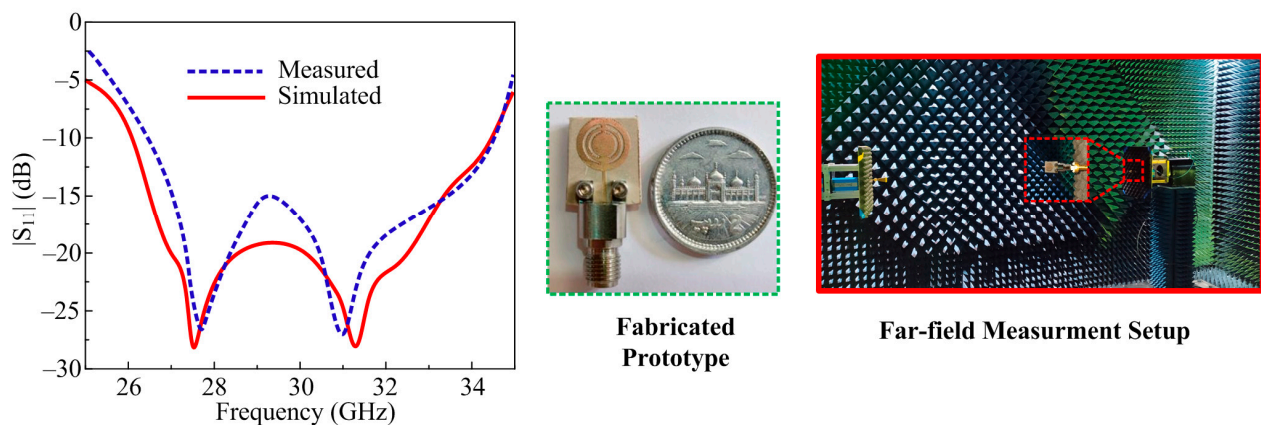 0
–5
–10
–15
–20
–25
–30
|S₁₁| (dB)
Measured
Simulated
26 28 30 32 34
Frequency (GHz)
Fabricated
Prototype
Far-field Measurment Setup